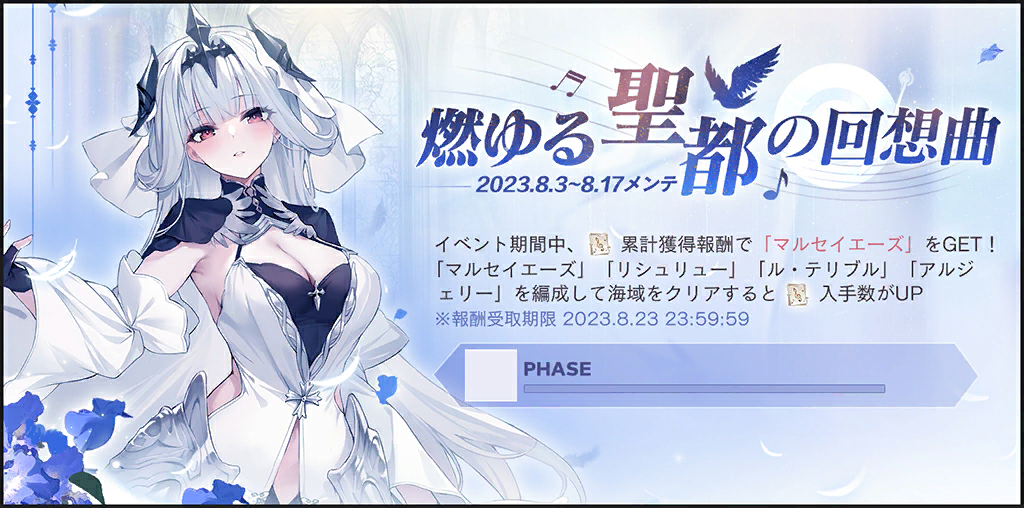 燃ゆる聖都の回想曲
2023.8.3~8.17メンテ
イベント期間中、 累計獲得報酬で「マルセイエーズ」をGET！
「マルセイエーズ」「リシュリュー」「ル・テリブル」「アルジ
ェリー」を編成して海域をクリアすると 入手数がUP
※報酬受取期限 2023.8.23 23:59:59
PHASE